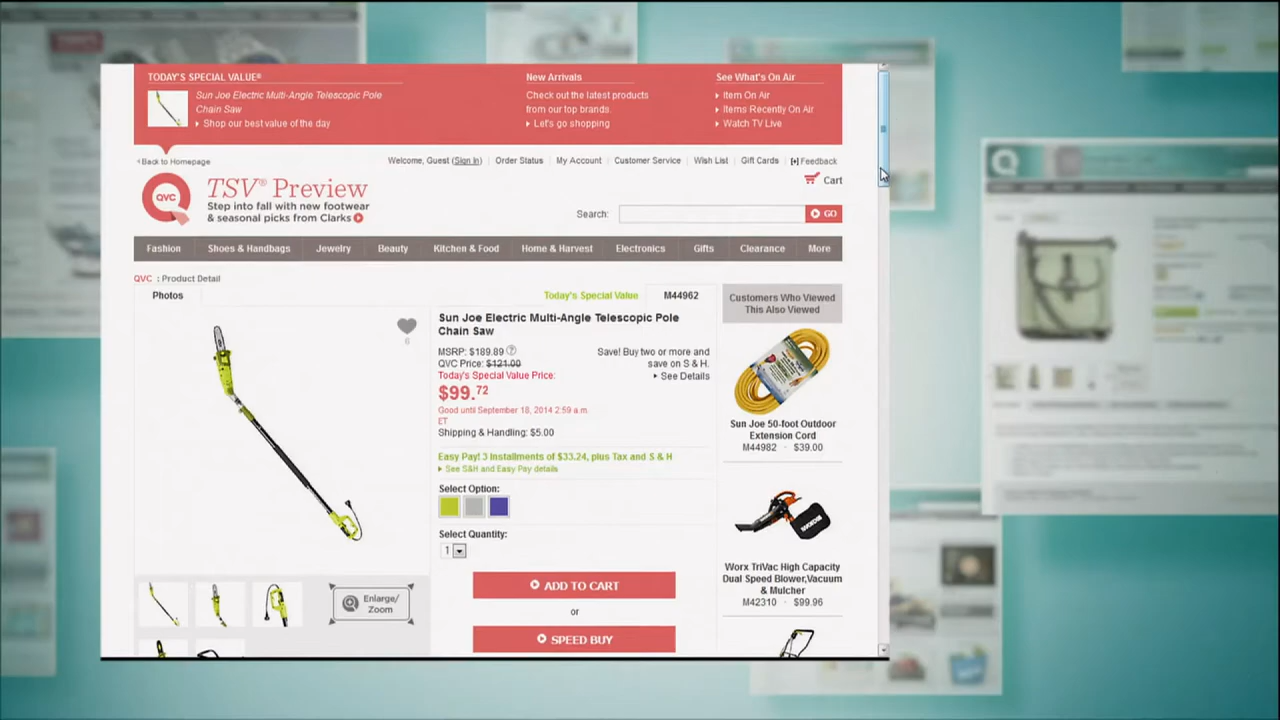 TODAY'S SPECIAL VALUE®
Sun Joe Electric Multi-Angle Telescopic Pole
Chain Saw
Shop our best value of the day
New Arrivals
Check out the latest products
from our top brands.
Let's go shopping
See What's On Air
Item On Air
Items Recently On Air
Watch TV Live
Back to Homepage
Welcome, Guest (Sign In)
Order Status
My Account
Customer Service
Wish List
Gift Cards
[+] Feedback
QVC
TSV® Preview
Step into fall with new footwear
& seasonal picks from Clarks
Cart
Search:
GO
Fashion
Shoes & Handbags
Jewelry
Beauty
Kitchen & Food
Home & Harvest
Electronics
Gifts
Clearance
More
QVC : Product Detail
Photos
Today's Special Value
M44962
6
Sun Joe Electric Multi-Angle Telescopic Pole
Chain Saw
MSRP: $189.89 ?
QVC Price: $121.00
Today's Special Value Price:
$99.72
Good until September 18, 2014 2:59 a.m.
ET
Shipping & Handling: $5.00
Save! Buy two or more and
save on S & H.
See Details
Easy Pay! 3 Installments of $33.24, plus Tax and S & H
See S&H and Easy Pay details
Select Option:
Select Quantity:
1
ADD TO CART
or
SPEED BUY
Enlarge/
Zoom
Customers Who Viewed
This Also Viewed
Sun Joe 50-foot Outdoor
Extension Cord
M44982 - $39.00
Worx TriVac High Capacity
Dual Speed Blower,Vacuum
& Mulcher
M42310 - $99.96